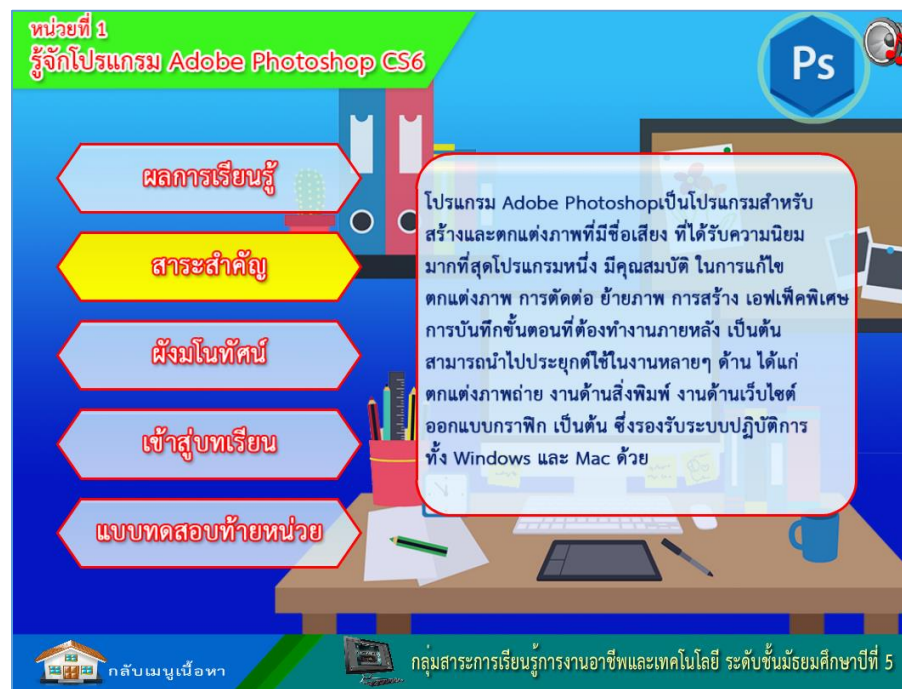 หน่วยที่ 1
รู้จักโปรแกรม Adobe Photoshop CS6
Ps
ผลการเรียนรู้
สาระสำคัญ
ผังมโนทัศน์
เข้าสู่บทเรียน
แบบทดสอบท้ายหน่วย
โปรแกรม Adobe Photoshopเป็นโปรแกรมสำหรับ
สร้างและตกแต่งภาพที่มีชื่อเสียง ที่ได้รับความนิยม
มากที่สุดโปรแกรมหนึ่ง มีคุณสมบัติ ในการแก้ไข
ตกแต่งภาพ การตัดต่อ ย้ายภาพ การสร้าง เอฟเฟ็คพิเศษ
การบันทึกขั้นตอนที่ต้องทำงานภายหลัง เป็นต้น
สามารถนำไปประยุกต์ใช้ในงานหลายๆ ด้าน ได้แก่
ตกแต่งภาพถ่าย งานด้านสิ่งพิมพ์ งานด้านเว็บไซต์
ออกแบบกราฟิก เป็นต้น ซึ่งรองรับระบบปฏิบัติการ
ทั้ง Windows และ Mac ด้วย
กลับเมนูเนื้อหา
กลุ่มสาระการเรียนรู้การงานอาชีพและเทคโนโลยี ระดับชั้นมัธยมศึกษาปีที่ 5